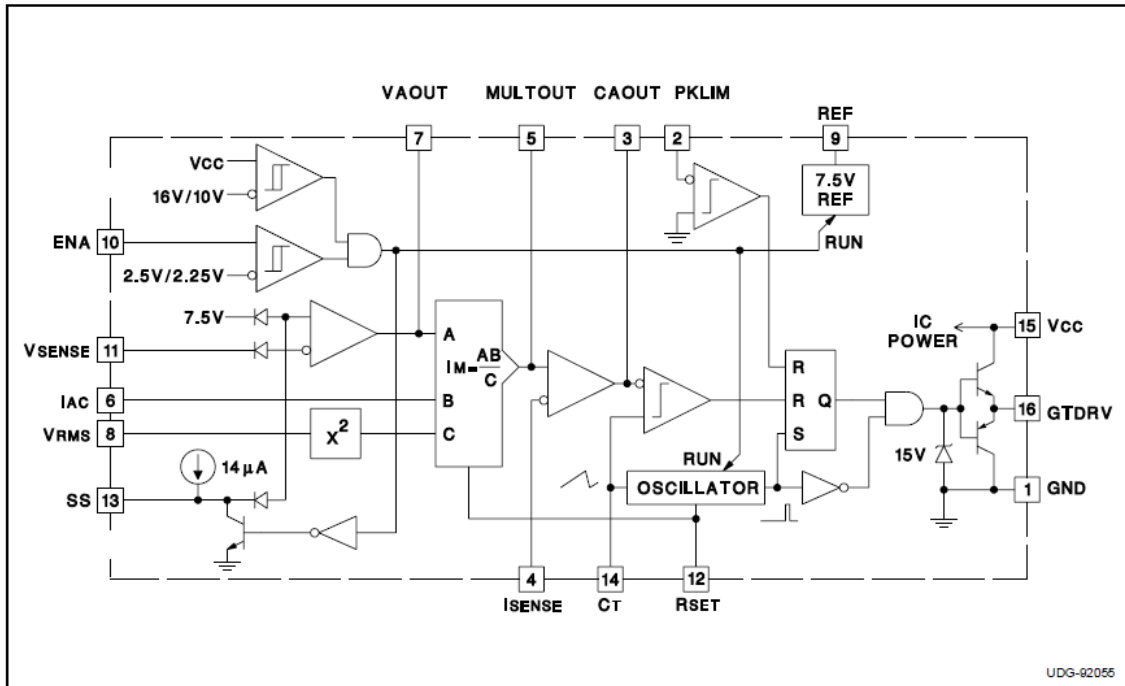 VAOUT MULTOUT CAOUT PKLIM REF
7 5 3 2 9
VCC
16V/10V
7.5V
REF
ENA 10
RUN
2.5V/2.25V
7.5V
VSENSE 11
A
IM=AB/C
IC
POWER
15 VCC
IAC 6
B
R
R Q
S
16 GTDRV
VRMS 8
X2
C
14µA
RUN
15V
SS 13
OSCILLATOR
1 GND
4 14 12
ISENSE CT RSET
UDG-92055